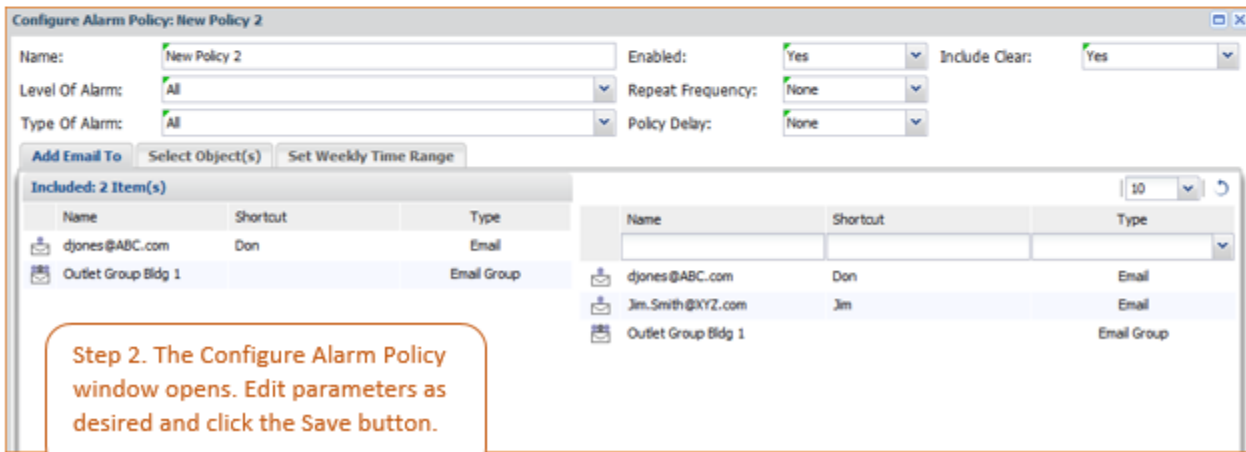 Configure Alarm Policy: New Policy 2
Name: New Policy 2 Enabled: Yes Include Clear: Yes
Level Of Alarm: All Repeat Frequency: None
Type Of Alarm: All Policy Delay: None
Add Email To Select Object(s) Set Weekly Time Range
Included: 2 Item(s)
Name Shortcut Type
djones@ABC.com Don Email
Outlet Group Bldg 1 Email Group
10
Name Shortcut Type
djones@ABC.com Don Email
Jim.Smith@XYZ.com Jim Email
Outlet Group Bldg 1 Email Group
Step 2. The Configure Alarm Policy
window opens. Edit parameters as
desired and click the Save button.